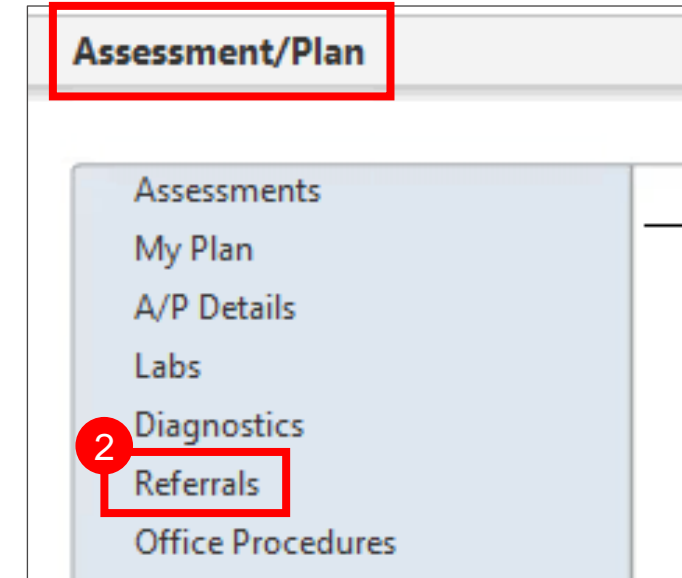 Assessment/Plan
Assessments
My Plan
A/P Details
Labs
Diagnostics
2
Referrals
Office Procedures